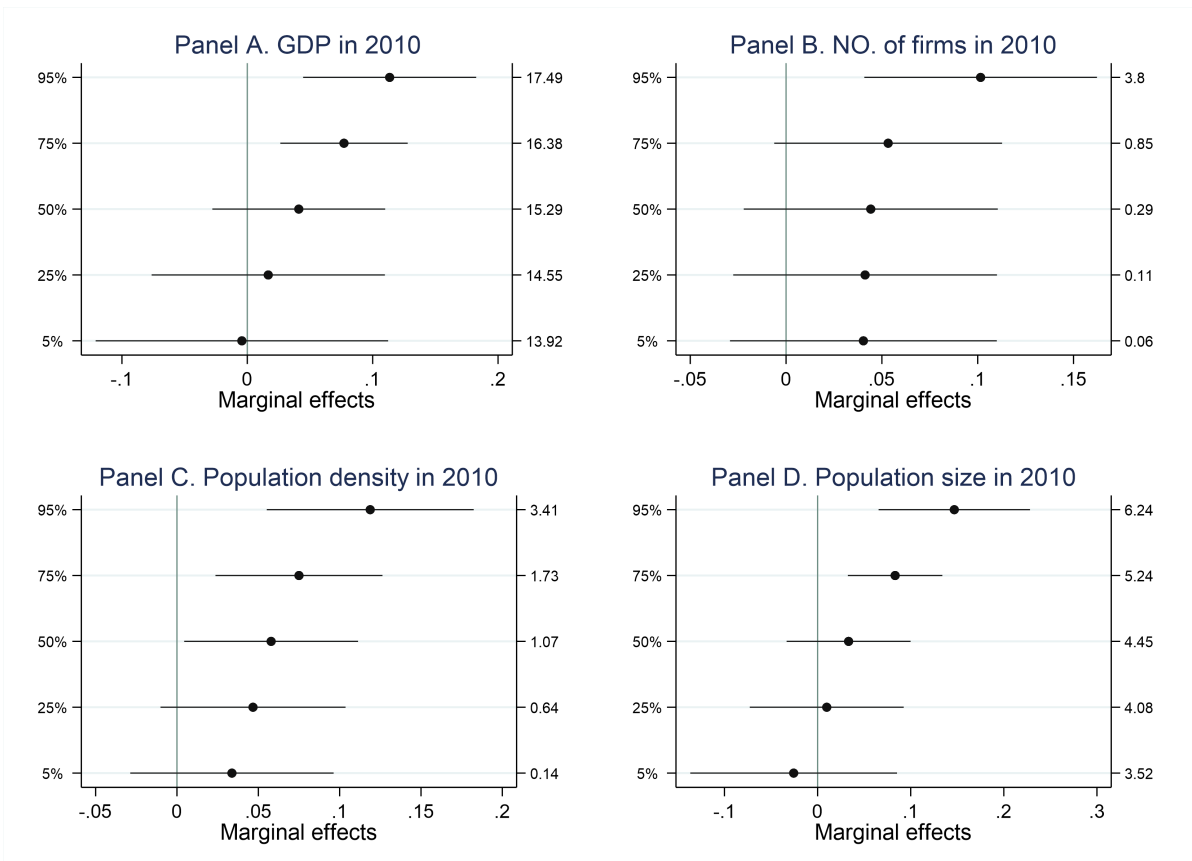 Panel A. GDP in 2010
95% 17.49
75% 16.38
50% 15.29
25% 14.55
5% 13.92
-.1 0 .1 .2
Marginal effects
Panel B. NO. of firms in 2010
95% 3.8
75% 0.85
50% 0.29
25% 0.11
5% 0.06
-.05 0 .05 .1 .15
Marginal effects
Panel C. Population density in 2010
95% 3.41
75% 1.73
50% 1.07
25% 0.64
5% 0.14
-.05 0 .05 .1 .15 .2
Marginal effects
Panel D. Population size in 2010
95% 6.24
75% 5.24
50% 4.45
25% 4.08
5% 3.52
-.1 0 .1 .2 .3
Marginal effects